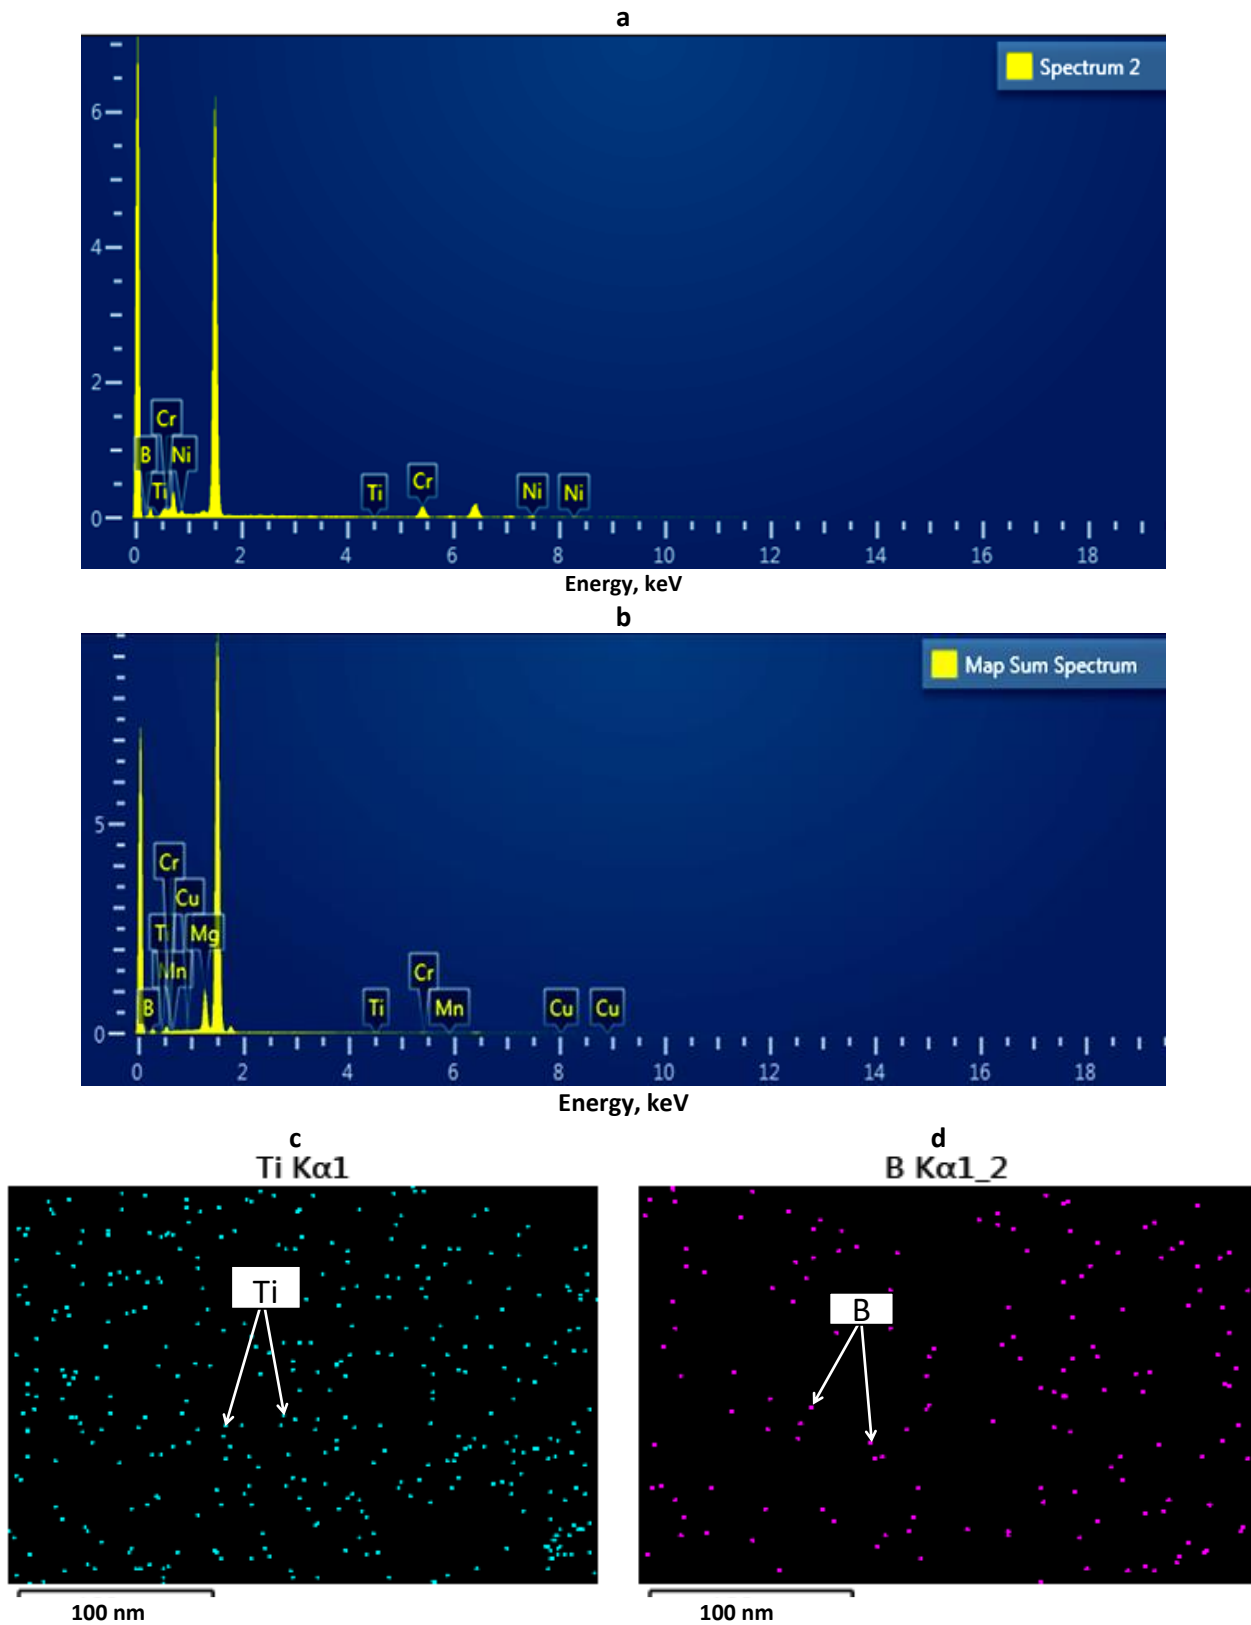 a
Spectrum 2
6
4
2
0
Cr
B Ni
Ti
Ti Cr Ni Ni
0 2 4 6 8 10 12 14 16 18
Energy, keV
b
Map Sum Spectrum
5
0
Cr
Cu
Ti Mg
Mn
B
Cr
Ti Mn Cu Cu
0 2 4 6 8 10 12 14 16 18
Energy, keV
c
Ti Kα1
Ti
100 nm
d
B Kα1_2
B
100 nm